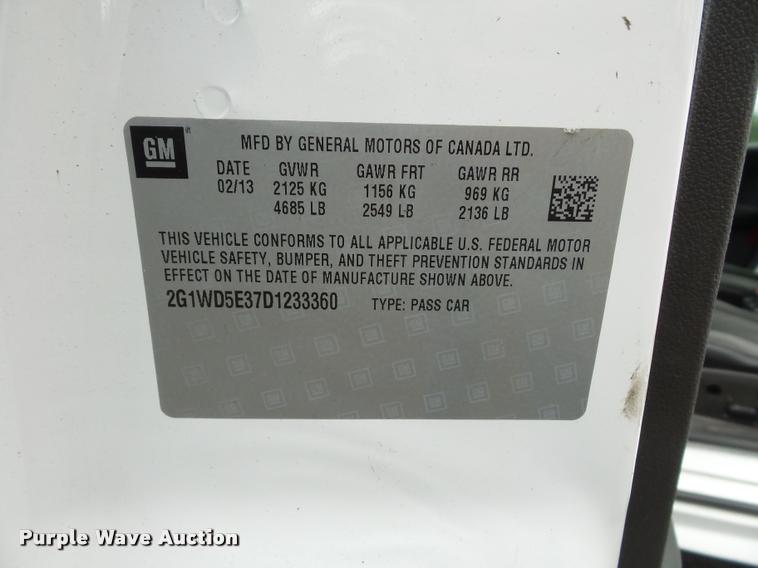 GM
MFD BY GENERAL MOTORS OF CANADA LTD.
DATE GVWR GAWR FRT GAWR RR
02/13 2125 KG 1156 KG 969 KG
4685 LB 2549 LB 2136 LB
THIS VEHICLE CONFORMS TO ALL APPLICABLE U.S. FEDERAL MOTOR
VEHICLE SAFETY, BUMPER, AND THEFT PREVENTION STANDARDS IN
EFFECT ON THE DATE OF MANUFACTURE SHOWN ABOVE.
2G1WD5E37D1233360 TYPE: PASS CAR
Purple Wave Auction